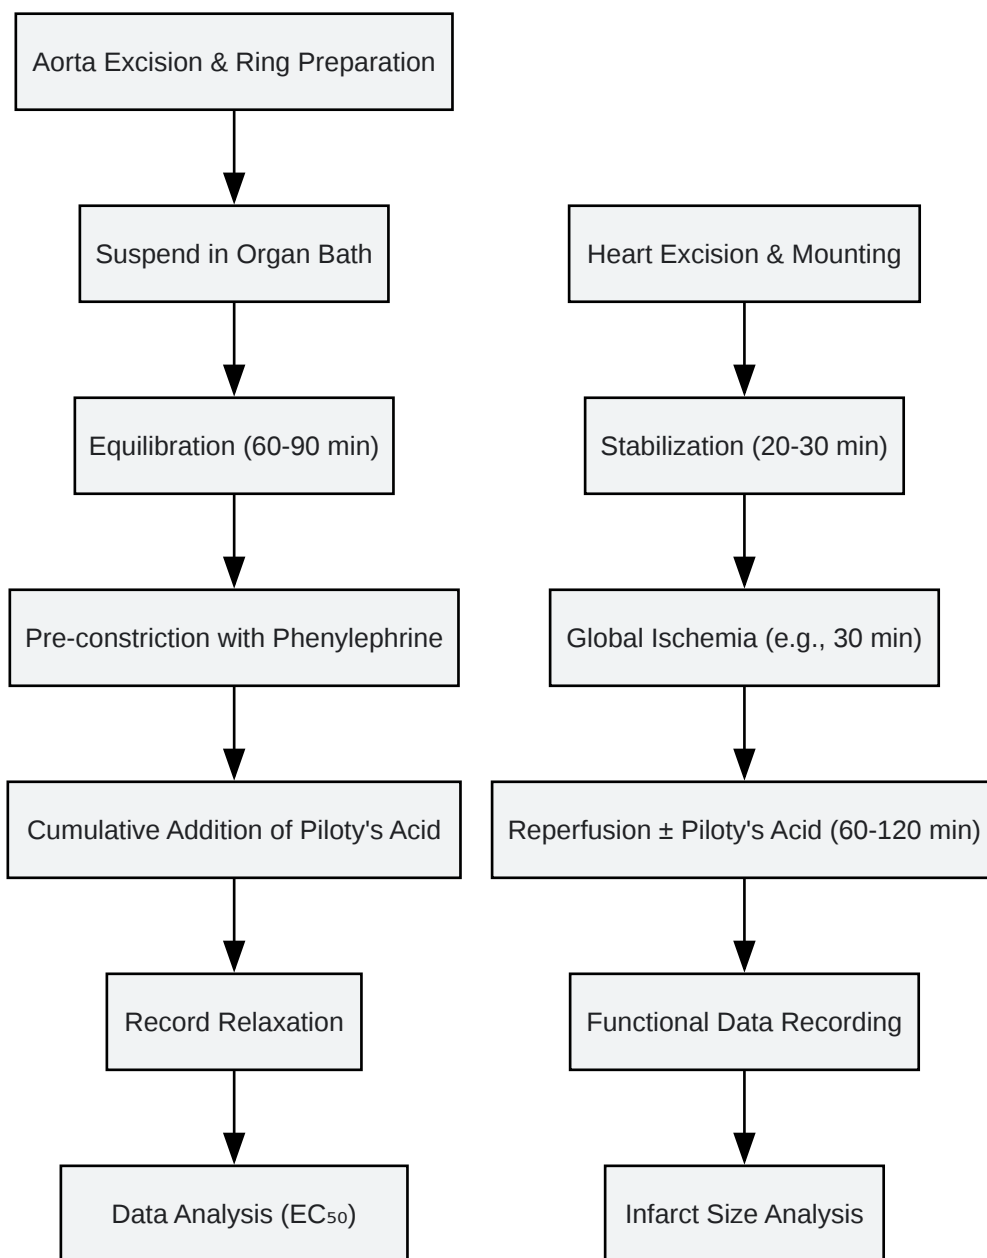 Aorta Excision & Ring Preparation
Suspend in Organ Bath
Equilibration (60-90 min)
Pre-constriction with Phenylephrine
Cumulative Addition of Piloty's Acid
Record Relaxation
Data Analysis (EC₅₀)
Heart Excision & Mounting
Stabilization (20-30 min)
Global Ischemia (e.g., 30 min)
Reperfusion ± Piloty's Acid (60-120 min)
Functional Data Recording
Infarct Size Analysis